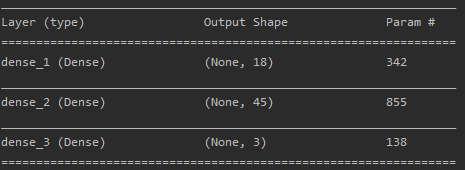 Layer (type) Output Shape Param #
dense_1 (Dense) (None, 18) 342
dense_2 (Dense) (None, 45) 855
dense_3 (Dense) (None, 3) 138